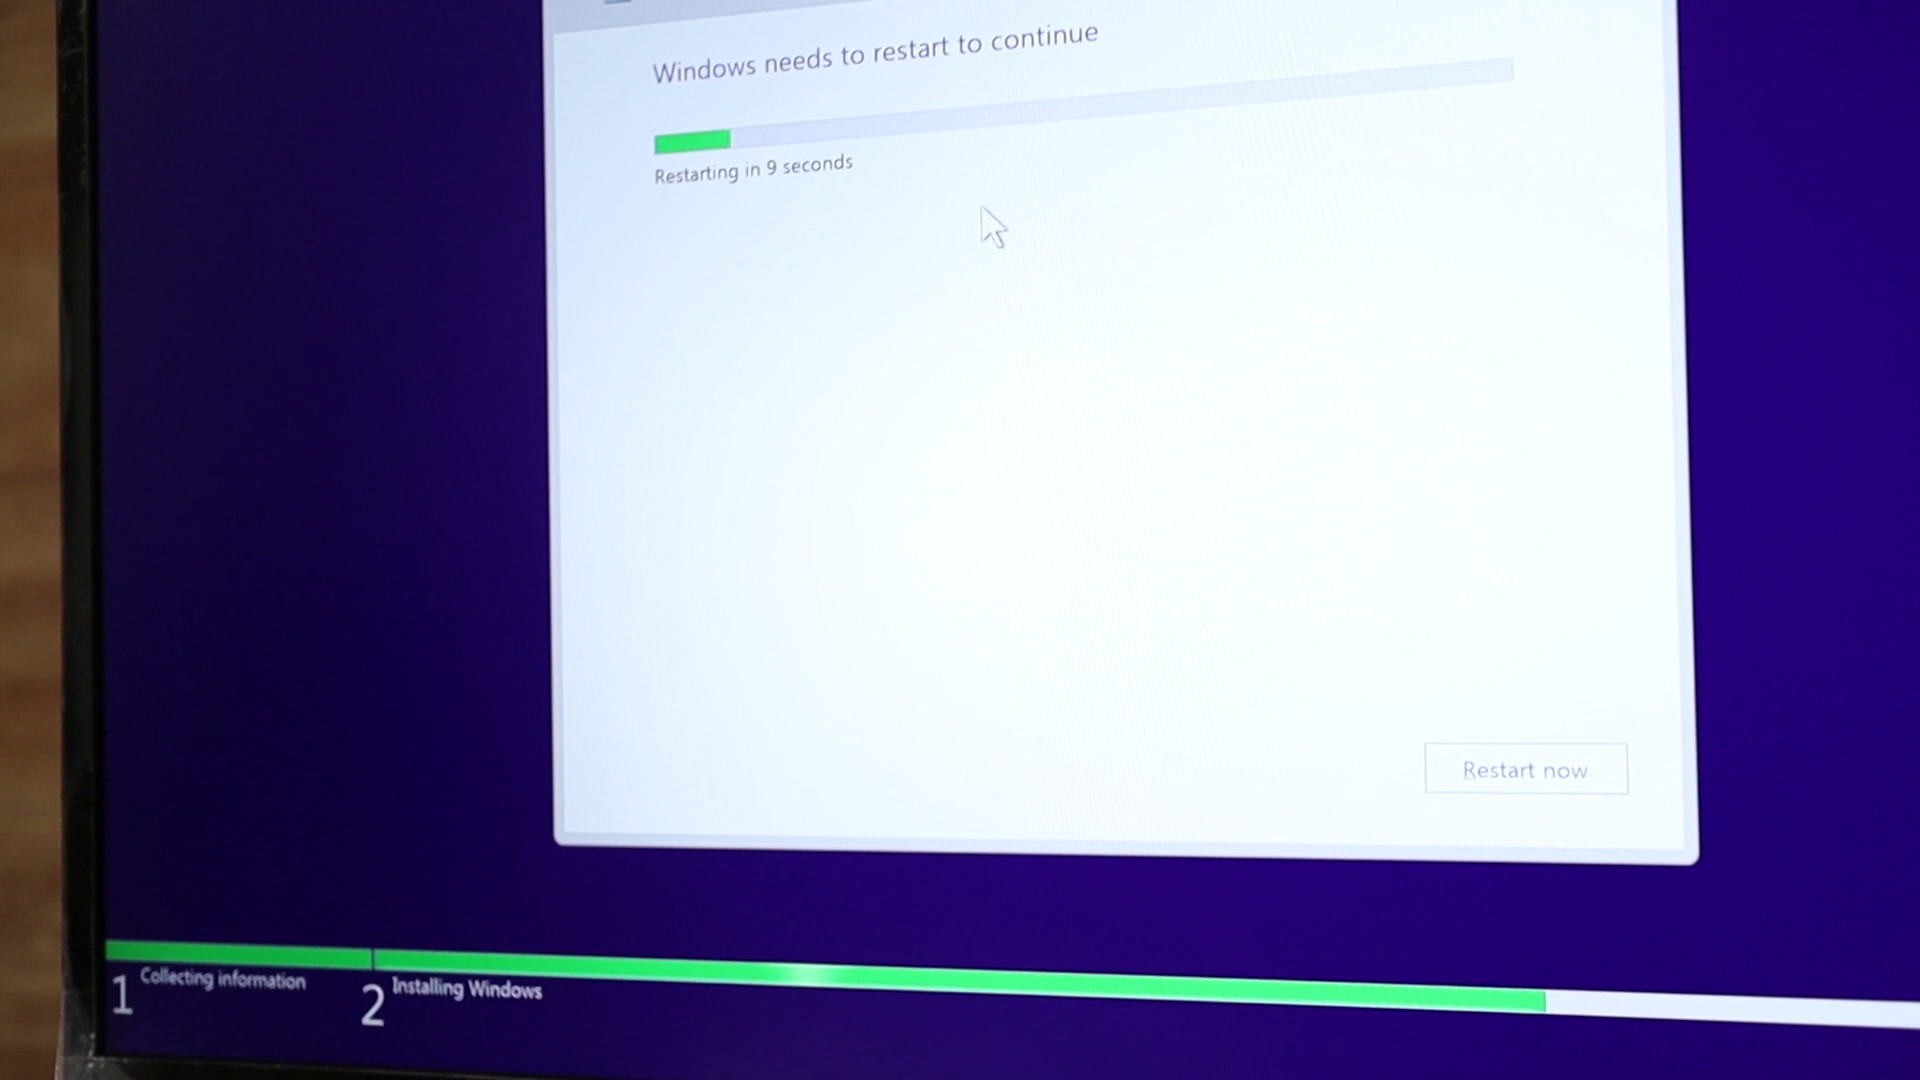 Windows needs to restart to continue
Restarting in 9 seconds
Restart now
1 Collecting information
2 Installing Windows